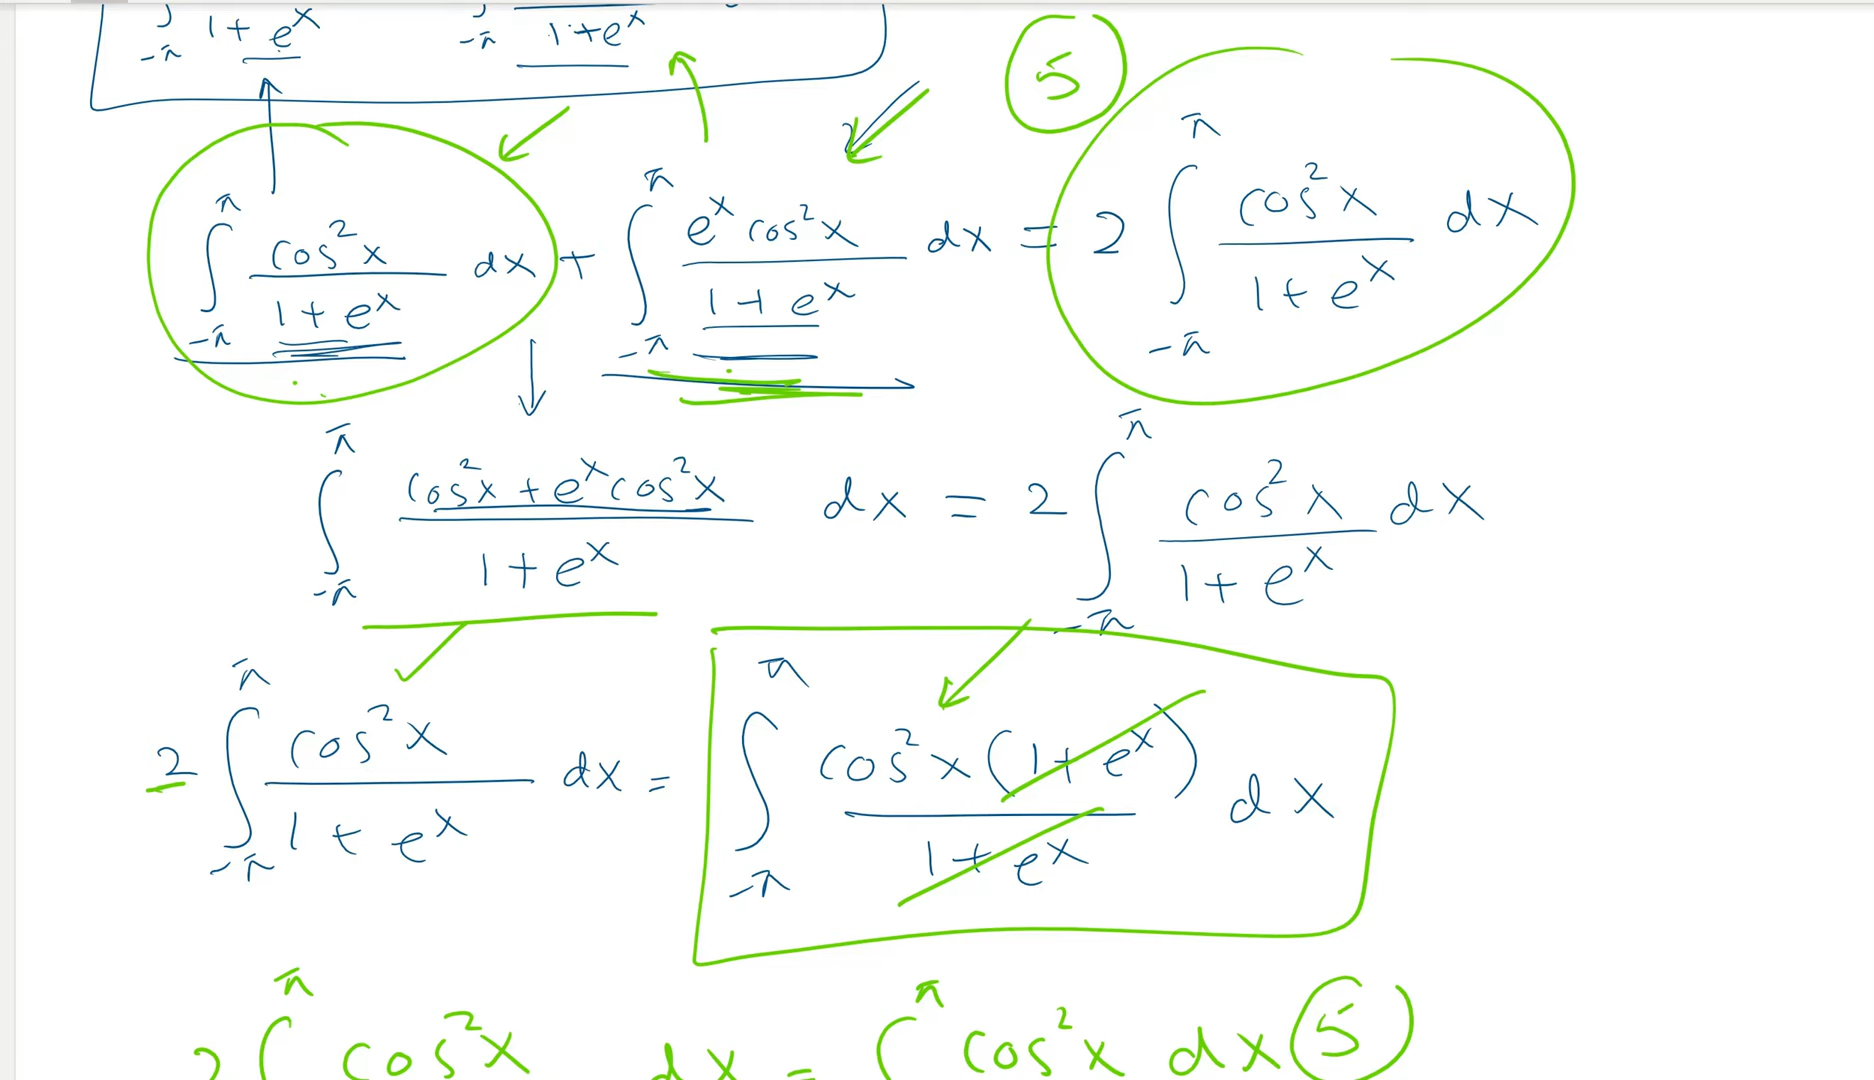 ∫_{-π} 1 + e^x ∫_{-π} 1 + e^x
5
∫_{-π}^{π} cos²x / (1 + e^x) dx + ∫_{-π}^{π} e^x cos²x / (1 + e^x) dx = 2 ∫_{-π}^{π} cos²x / (1 + e^x) dx
∫_{-π}^{π} (cos²x + e^x cos²x) / (1 + e^x) dx = 2 ∫_{-π}^{π} cos²x / (1 + e^x) dx
2 ∫_{-π}^{π} cos²x / (1 + e^x) dx = ∫_{-π}^{π} cos²x (1 + e^x) / (1 + e^x) dx
2 ∫^{π} cos²x dx = ∫^{π} cos²x dx 5